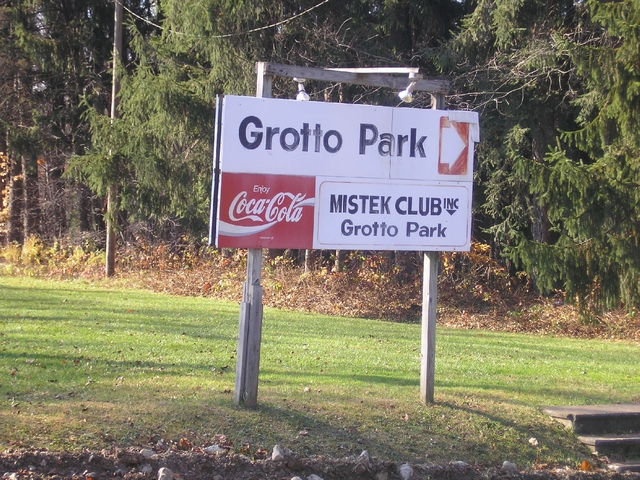 Grotto Park
Enjoy
Coca-Cola
MISTEK CLUB INC
Grotto Park